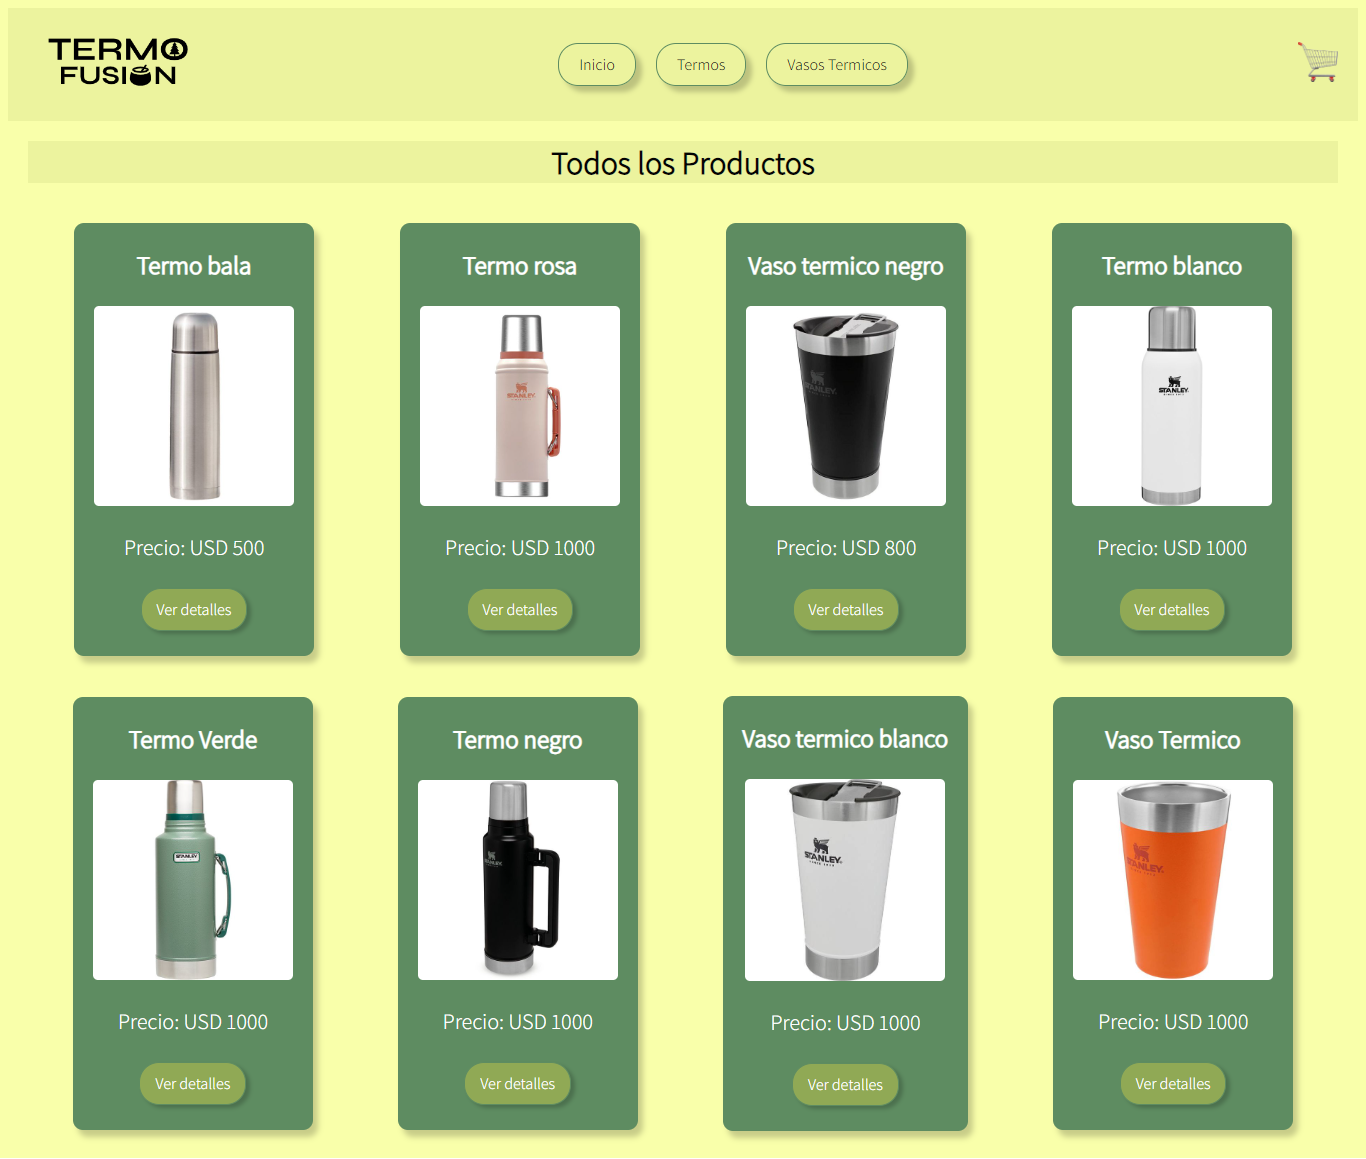 TERMO
FUSIÓN
Inicio
Termos
Vasos Termicos
Todos los Productos
Termo bala
Termo rosa
Vaso termico negro
Termo blanco
STANLEY
STANLEY
STANLEY
Precio: USD 500
Precio: USD 1000
Precio: USD 800
Precio: USD 1000
Ver detalles
Ver detalles
Ver detalles
Ver detalles
Termo Verde
Termo negro
Vaso termico blanco
Vaso Termico
STANLEY
STANLEY
STANLEY
STANLEY
Precio: USD 1000
Precio: USD 1000
Precio: USD 1000
Precio: USD 1000
Ver detalles
Ver detalles
Ver detalles
Ver detalles